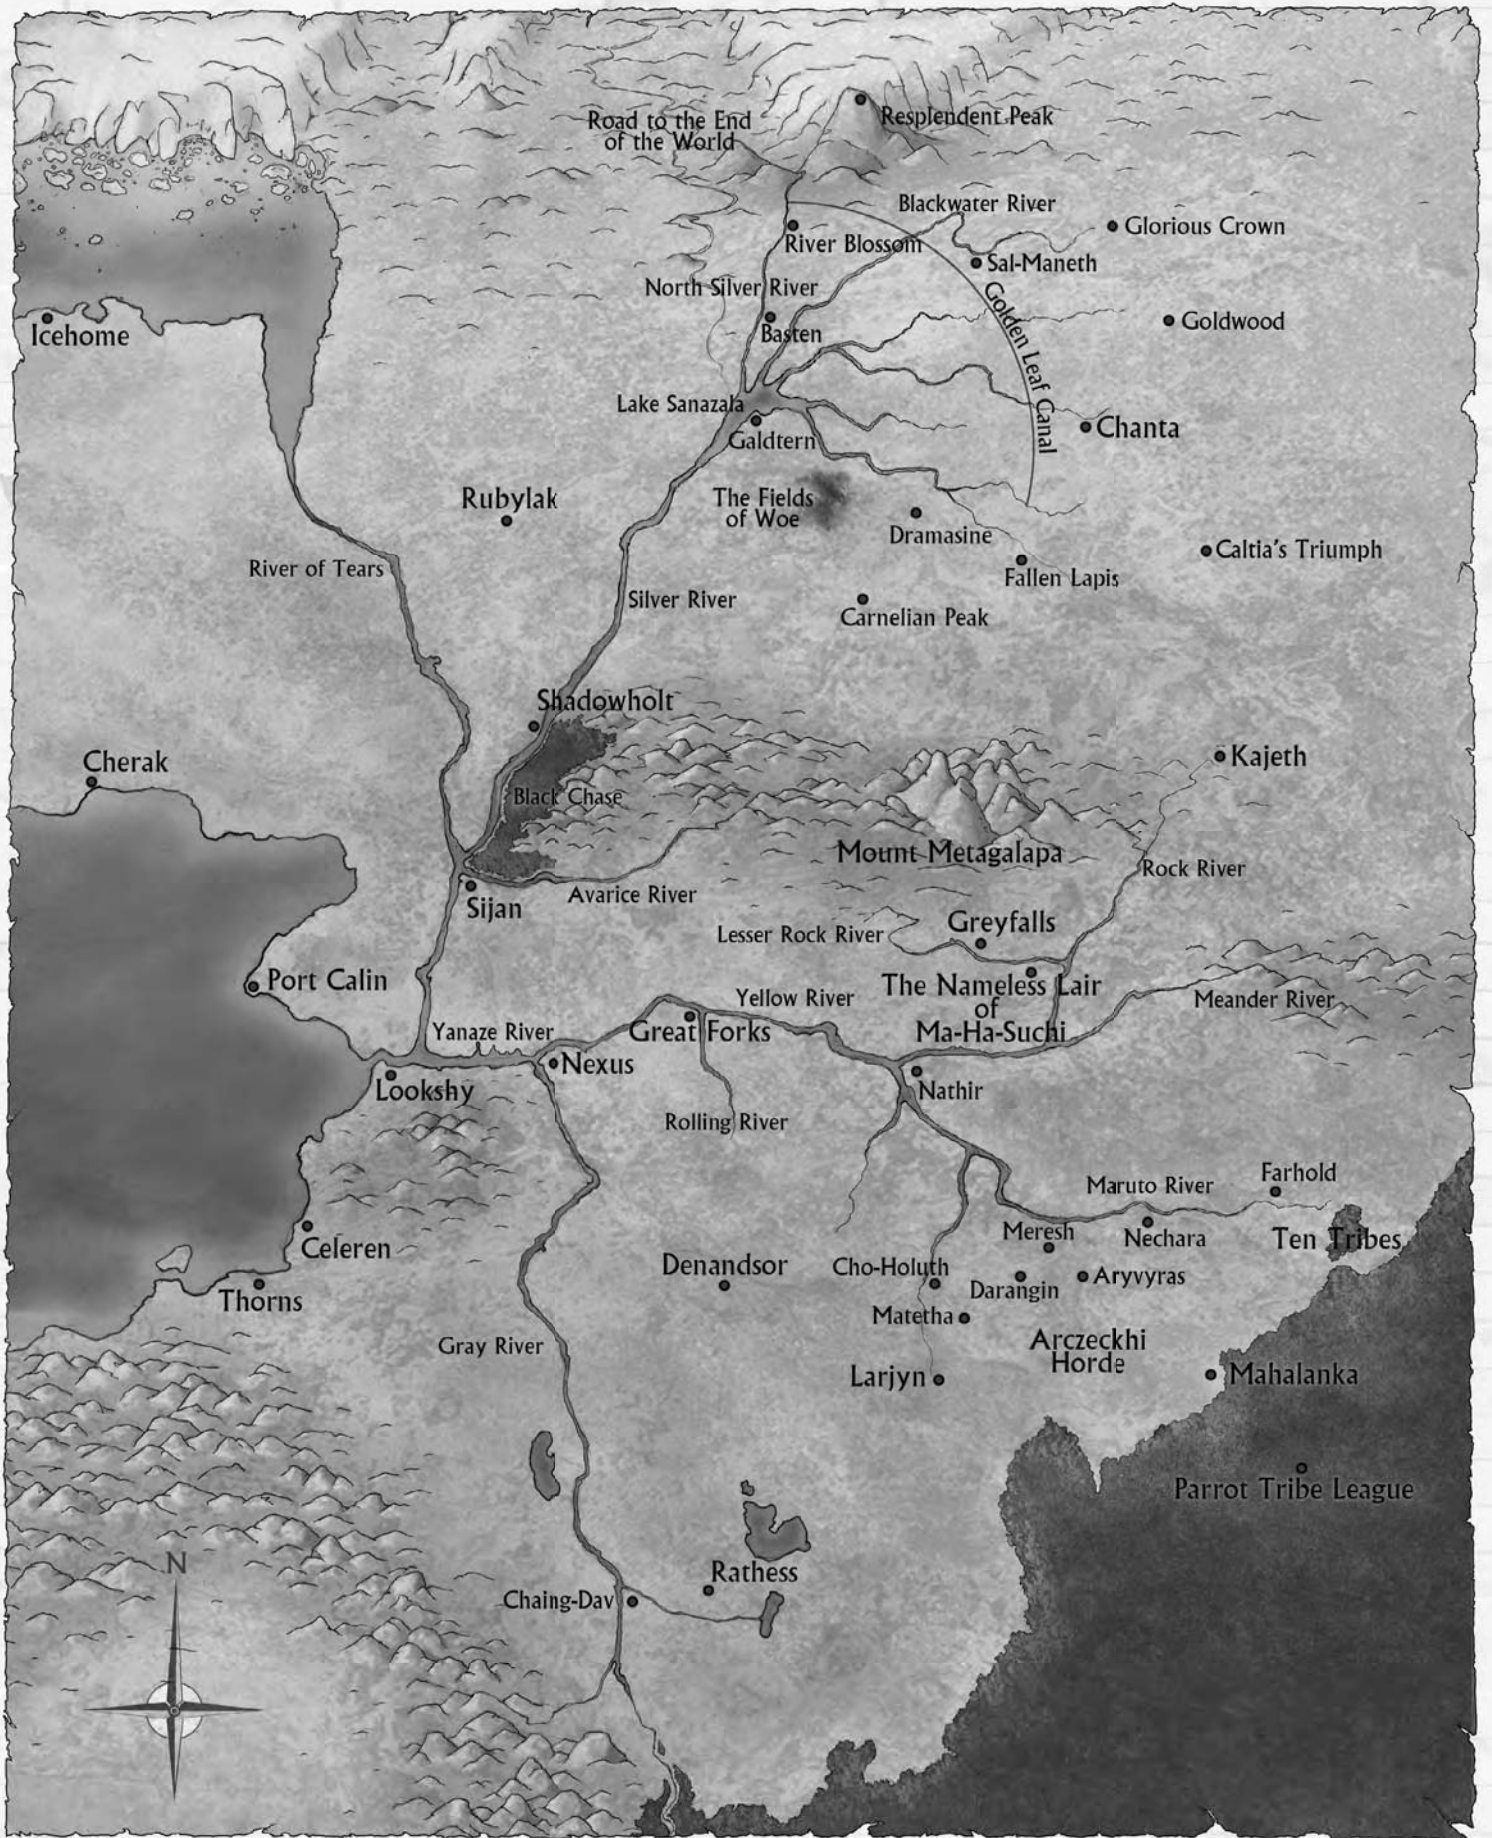 Road to the End
of the World
Resplendent Peak
Blackwater River
River Blossom
Glorious Crown
Sal-Maneth
North Silver River
Golden Leaf Canal
Icehome
Basten
Goldwood
Lake Sanazala
Galdtern
Chanta
Rubylak
The Fields
of Woe
Dramasine
Caltia's Triumph
River of Tears
Fallen Lapis
Silver River
Carnelian Peak
Shadowholt
Cherak
Kajeth
Black Chase
Mount Metagalapa
Rock River
Avarice River
Sijan
Greyfalls
Lesser Rock River
Port Calin
The Nameless Lair
of
Ma-Ha-Suchi
Yellow River
Meander River
Yanaze River
Great Forks
Nexus
Lookshy
Nathir
Rolling River
Farhold
Maruto River
Meresh
Nechara
Ten Tribes
Celeren
Denandsor
Cho-Holuth
Darangin
Aryvyras
Thorns
Matetha
Gray River
Arczeckhi
Horde
Larjyn
Mahalanka
Parrot Tribe League
N
Rathess
Chaing-Dav